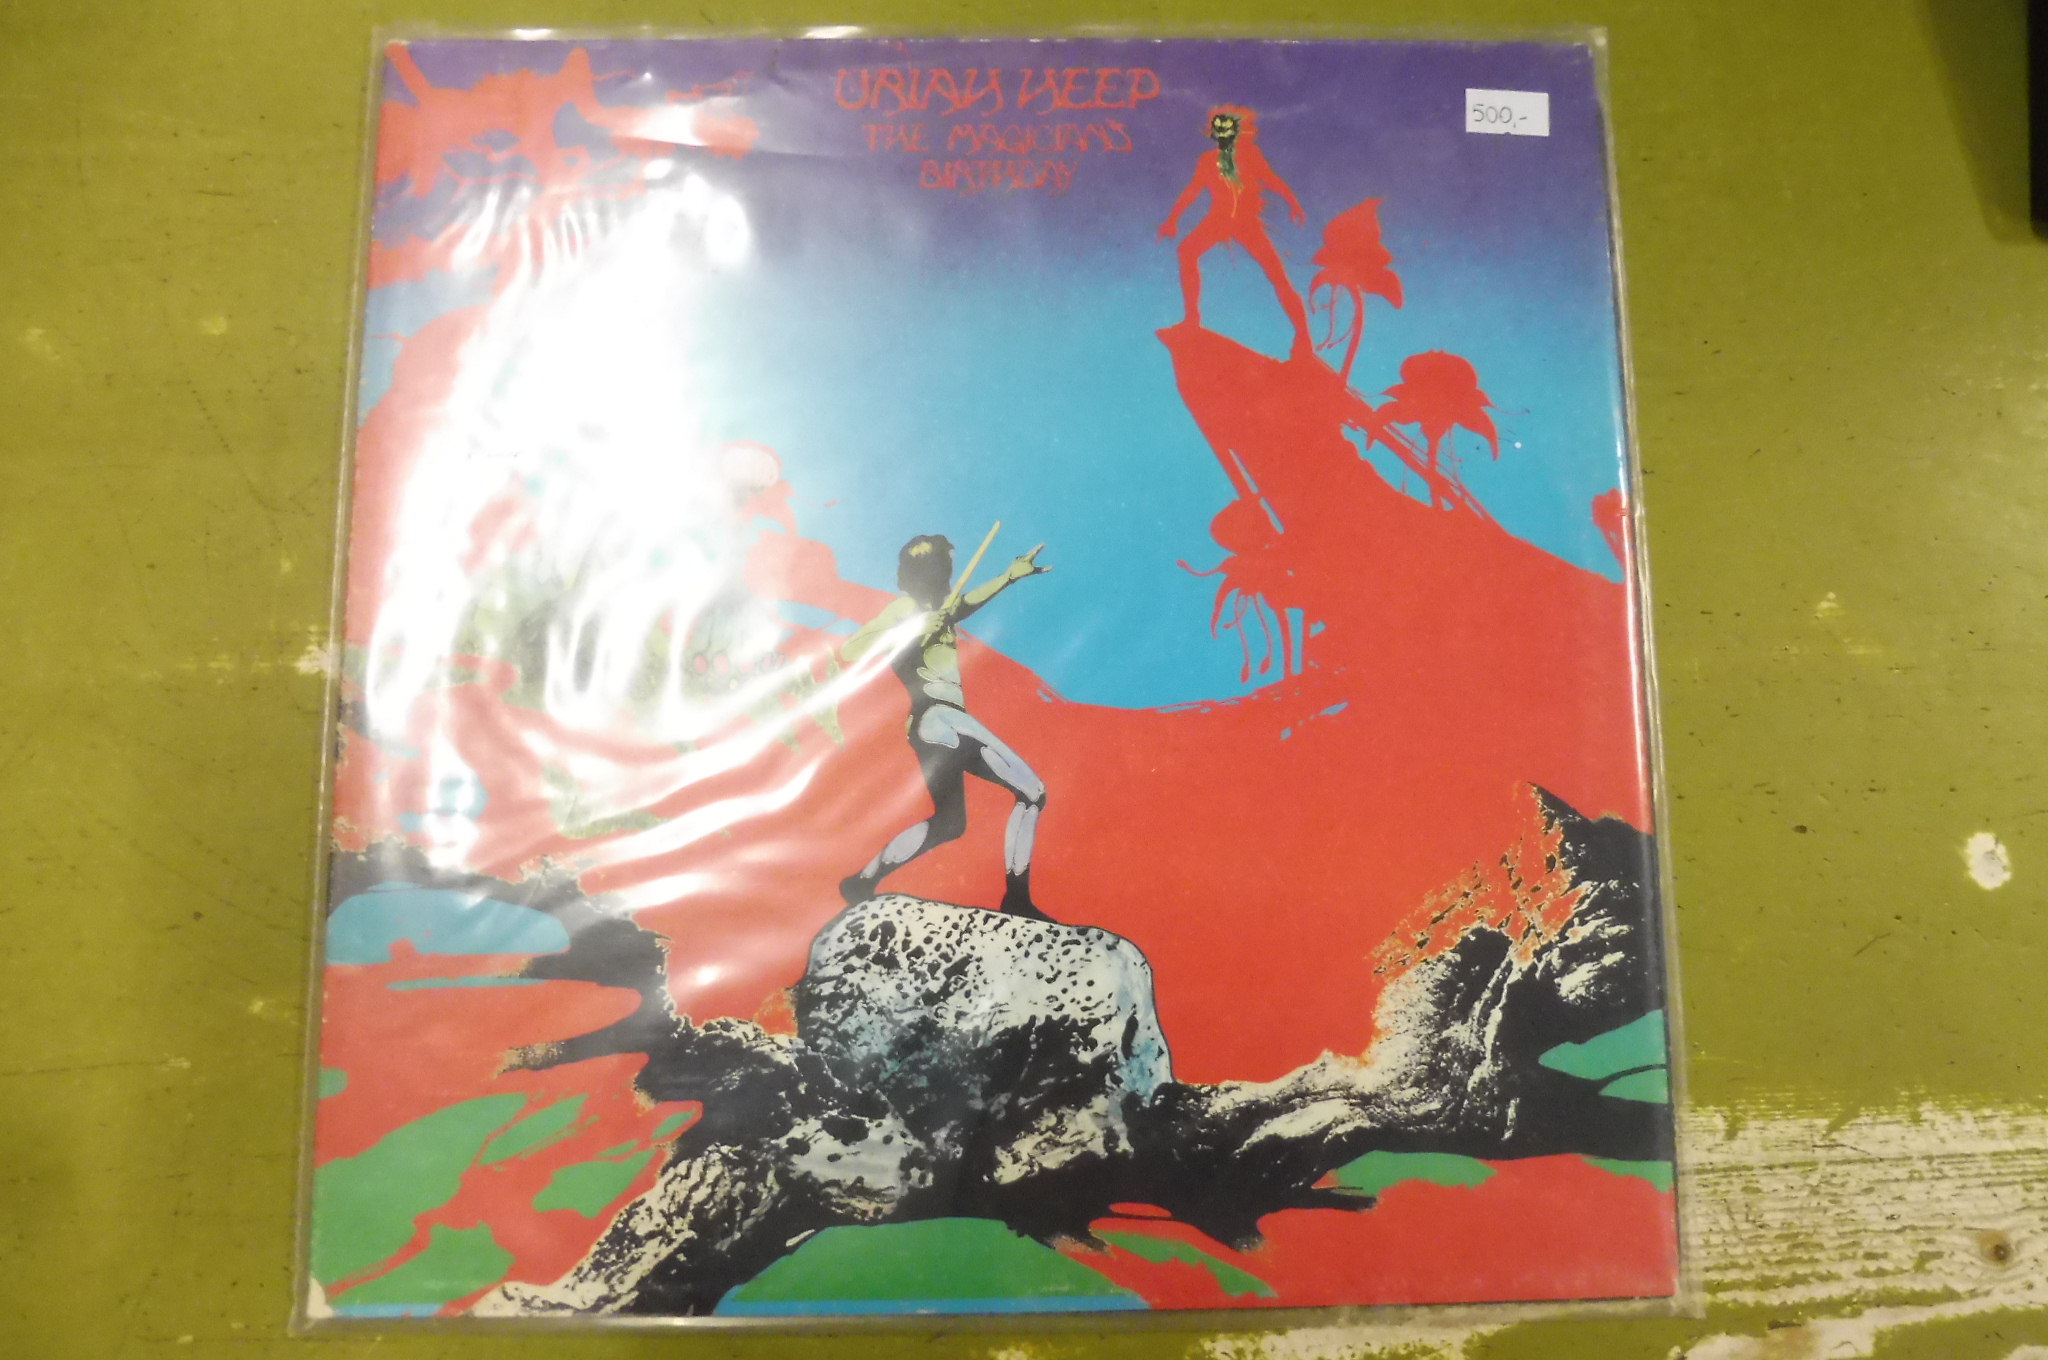 URIAH HEEP
THE MAGICIAN'S
BIRTHDAY
500,-